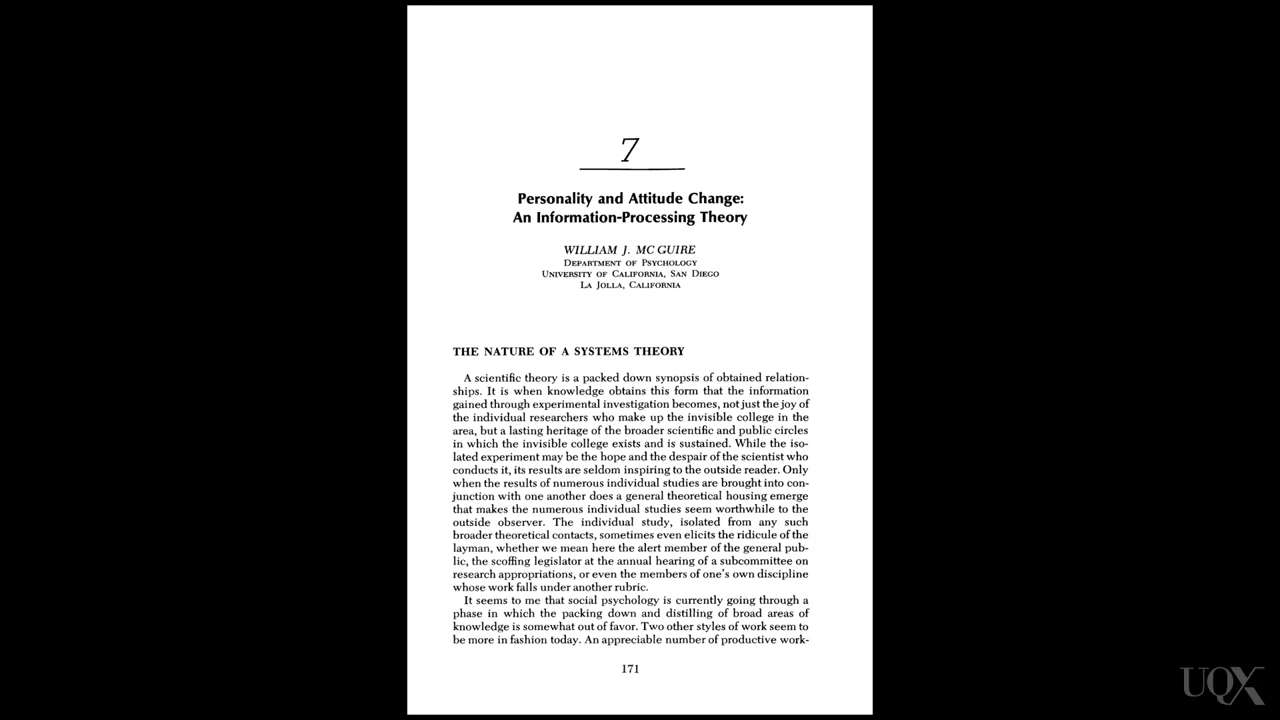 7
Personality and Attitude Change:
An Information-Processing Theory
WILLIAM J. MC GUIRE
DEPARTMENT OF PSYCHOLOGY
UNIVERSITY OF CALIFORNIA, SAN DIEGO
LA JOLLA, CALIFORNIA
THE NATURE OF A SYSTEMS THEORY
A scientific theory is a packed down synopsis of obtained relation-
ships. It is when knowledge obtains this form that the information
gained through experimental investigation becomes, not just the joy of
the individual researchers who make up the invisible college in the
area, but a lasting heritage of the broader scientific and public circles
in which the invisible college exists and is sustained. While the iso-
lated experiment may be the hope and the despair of the scientist who
conducts it, its results are seldom inspiring to the outside reader. Only
when the results of numerous individual studies are brought into con-
junction with one another does a general theoretical housing emerge
that makes the numerous individual studies seem worthwhile to the
outside observer. The individual study, isolated from any such
broader theoretical contacts, sometimes even elicits the ridicule of the
layman, whether we mean here the alert member of the general pub-
lic, the scoffing legislator at the annual hearing of a subcommittee on
research appropriations, or even the members of one's own discipline
whose work falls under another rubric.
It seems to me that social psychology is currently going through a
phase in which the packing down and distilling of broad areas of
knowledge is somewhat out of favor. Two other styles of work seem to
be more in fashion today. An appreciable number of productive work-
171
UQX